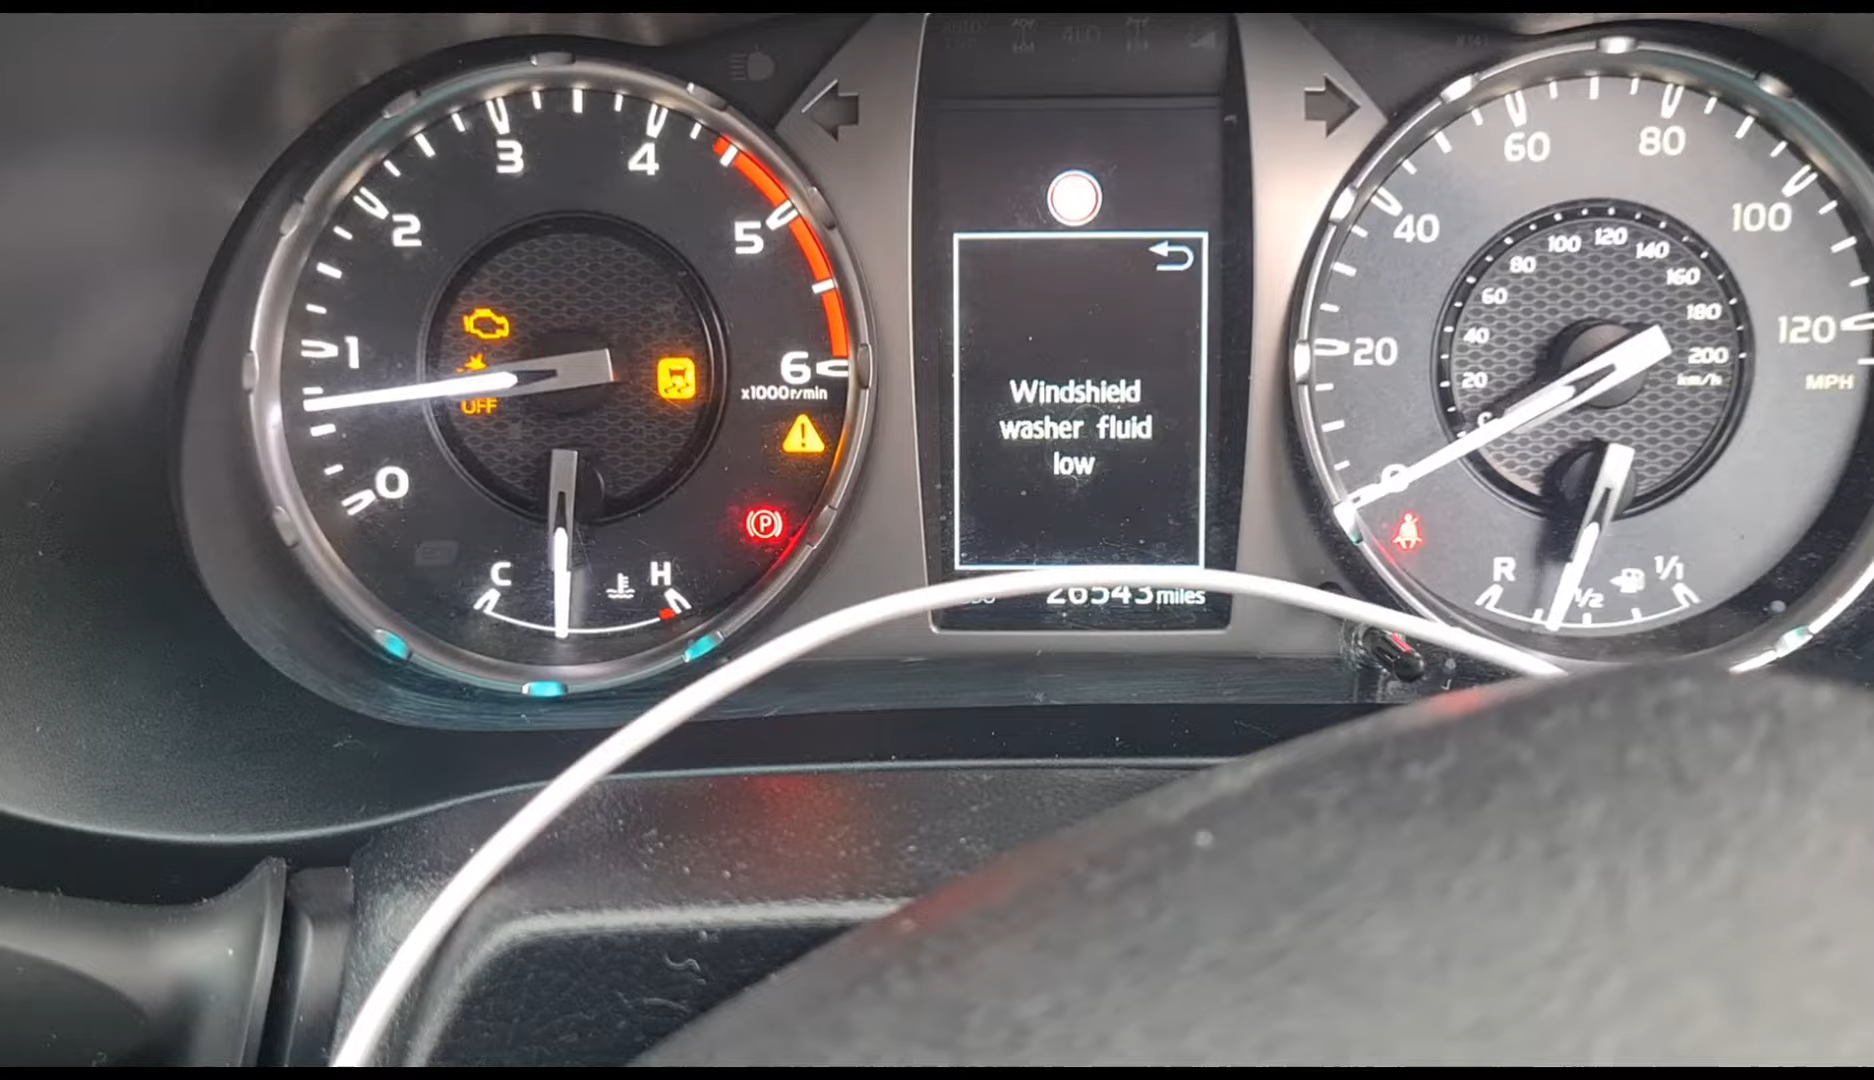 3
4
2
5
1
6
x1000r/min
OFF
0
C
H
P
Windshield
washer fluid
low
26543 miles
60
80
40
100
20
120
MPH
0
100
120
140
80
160
60
180
40
200
20
km/h
R
1/2
1/1
4LO